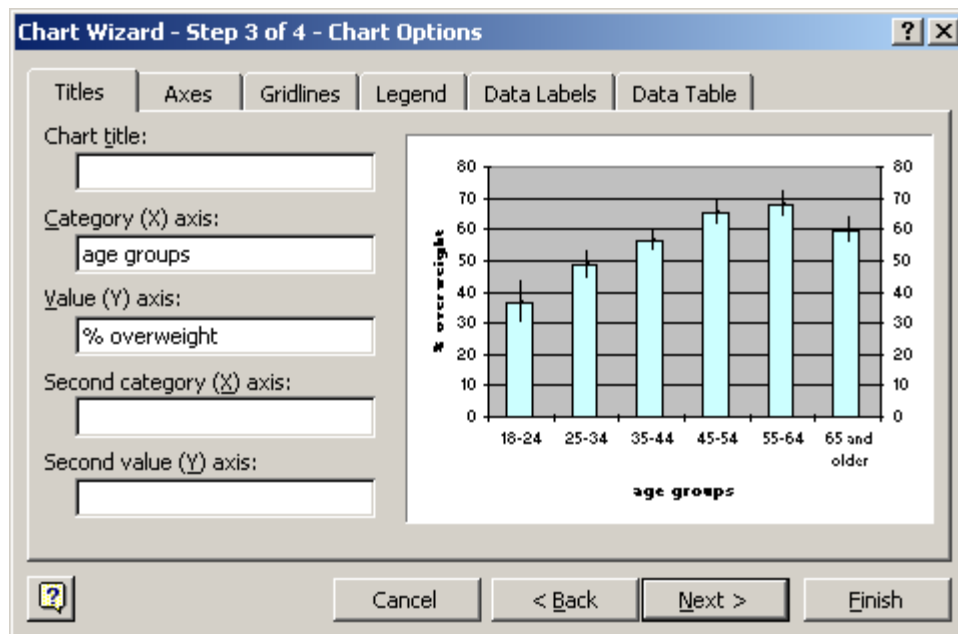 Chart Wizard - Step 3 of 4 - Chart Options
Titles Axes Gridlines Legend Data Labels Data Table
Chart title:
Category (X) axis:
age groups
Value (Y) axis:
% overweight
Second category (X) axis:
Second value (Y) axis:
80 80
70 70
60 60
50 50
40 40
30 30
20 20
10 10
0 0
% overweight
18-24 25-34 35-44 45-54 55-64 65 and
older
age groups
? Cancel < Back Next > Finish